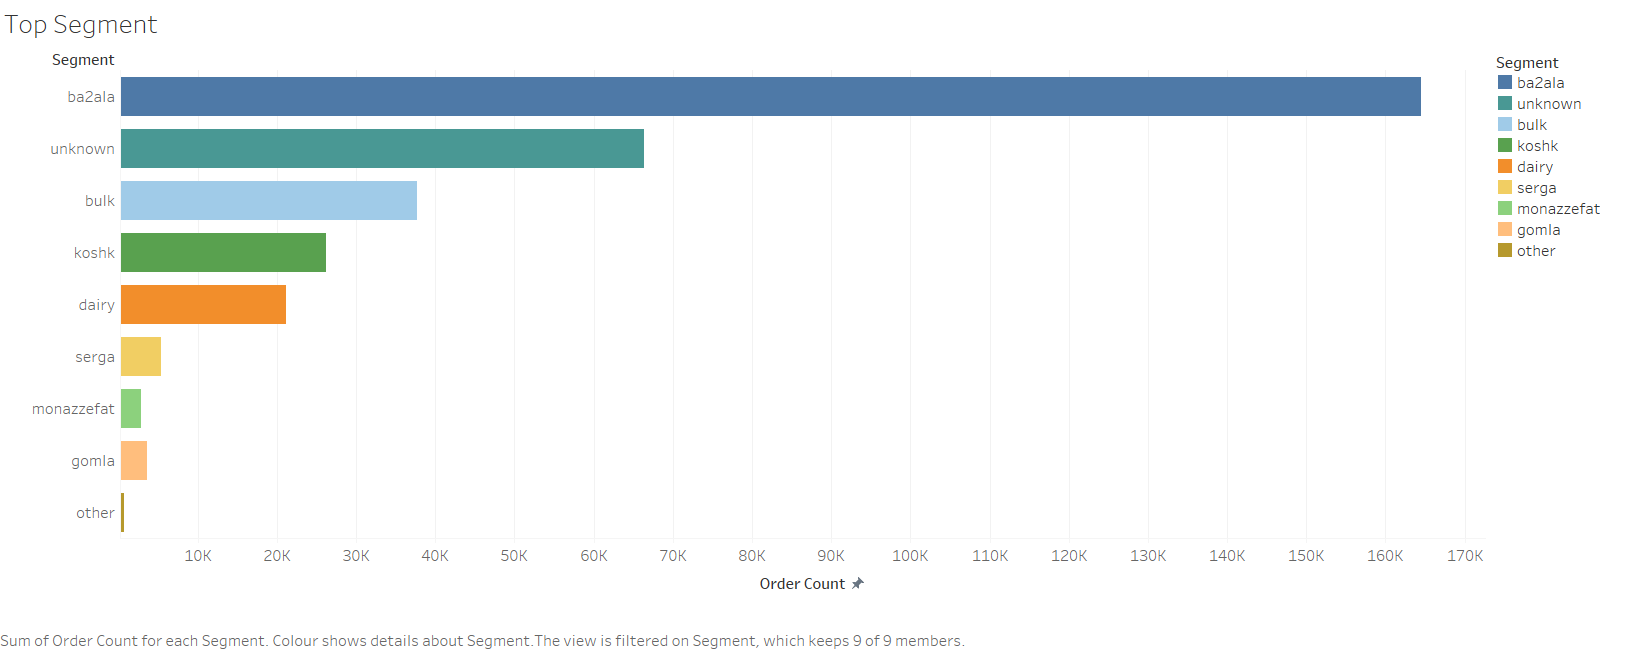 Top Segment
Segment
ba2ala
unknown
bulk
koshk
dairy
serga
monazzefat
gomla
other
10K 20K 30K 40K 50K 60K 70K 80K 90K 100K 110K 120K 130K 140K 150K 160K 170K
Order Count
Segment
ba2ala
unknown
bulk
koshk
dairy
serga
monazzefat
gomla
other
Sum of Order Count for each Segment. Colour shows details about Segment.The view is filtered on Segment, which keeps 9 of 9 members.